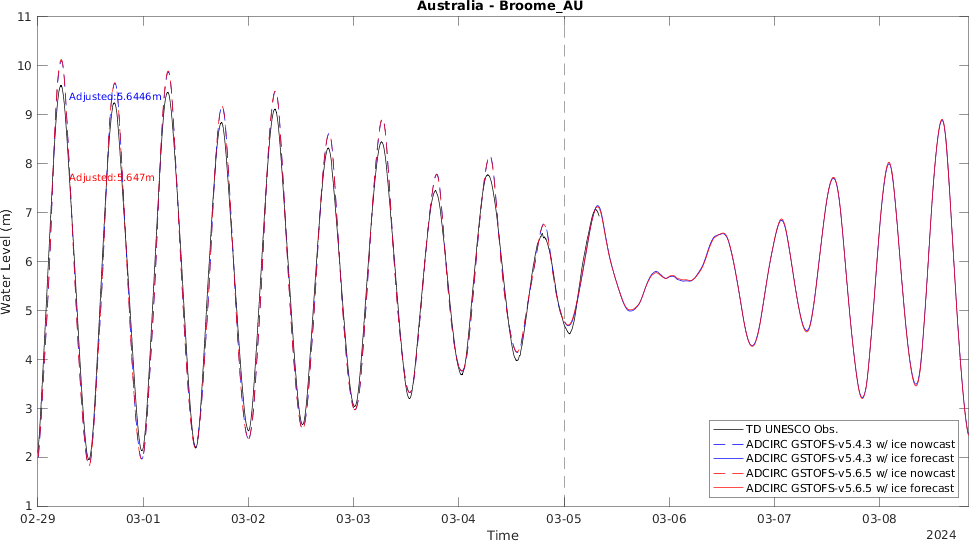 Australia - Broome_AU
11
10
9
8
7
6
5
4
3
2
1
Water Level (m)
Adjusted:5.6446m
Adjusted:5.647m
TD UNESCO Obs.
ADCIRC GSTOFS-v5.4.3 w/ ice nowcast
ADCIRC GSTOFS-v5.4.3 w/ ice forecast
ADCIRC GSTOFS-v5.6.5 w/ ice nowcast
ADCIRC GSTOFS-v5.6.5 w/ ice forecast
02-29 03-01 03-02 03-03 03-04 03-05 03-06 03-07 03-08
Time
2024